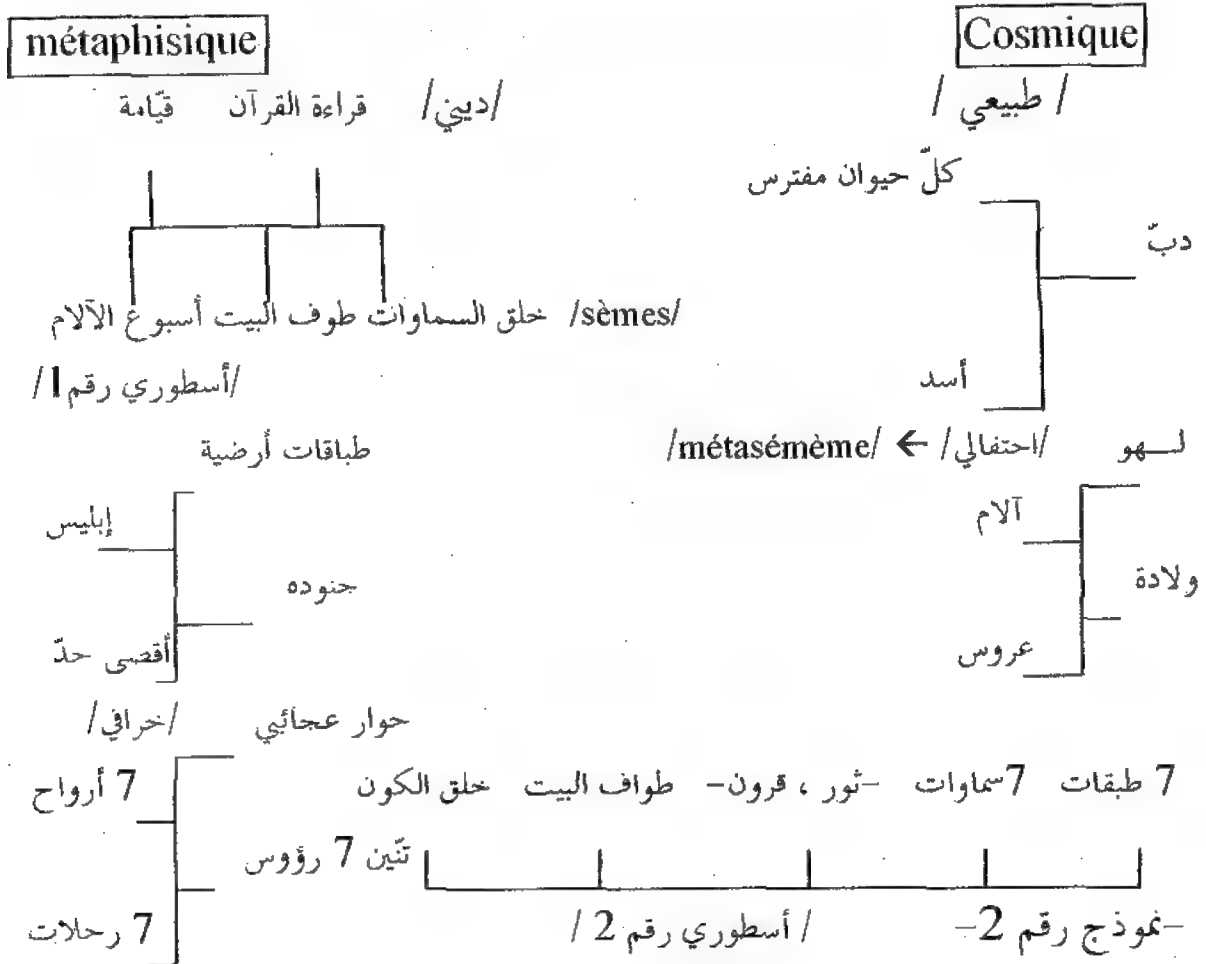 Cosmique métaphisique
/ طبيعي / /ديني/ قراءة القرآن قيّامة
كلّ حيوان مفترس
دبّ
/sèmes/ خلق السماوات طوف البيت أسبوع الآلام
أسد /أسطوري رقم 1/
لــهو /احتفالي/ ← /métasémème/ طباقات أرضية
آلام إبليس
ولادة جنوده
عروس أقصى حدّ
حوار عجائبي /خرافي/
7 طبقات 7 سماوات -ثور ، قرون- طواف البيت خلق الكون 7 أرواح
تنّين 7 رؤوس
-نموذج رقم 2- / أسطوري رقم 2 / 7 رحلات